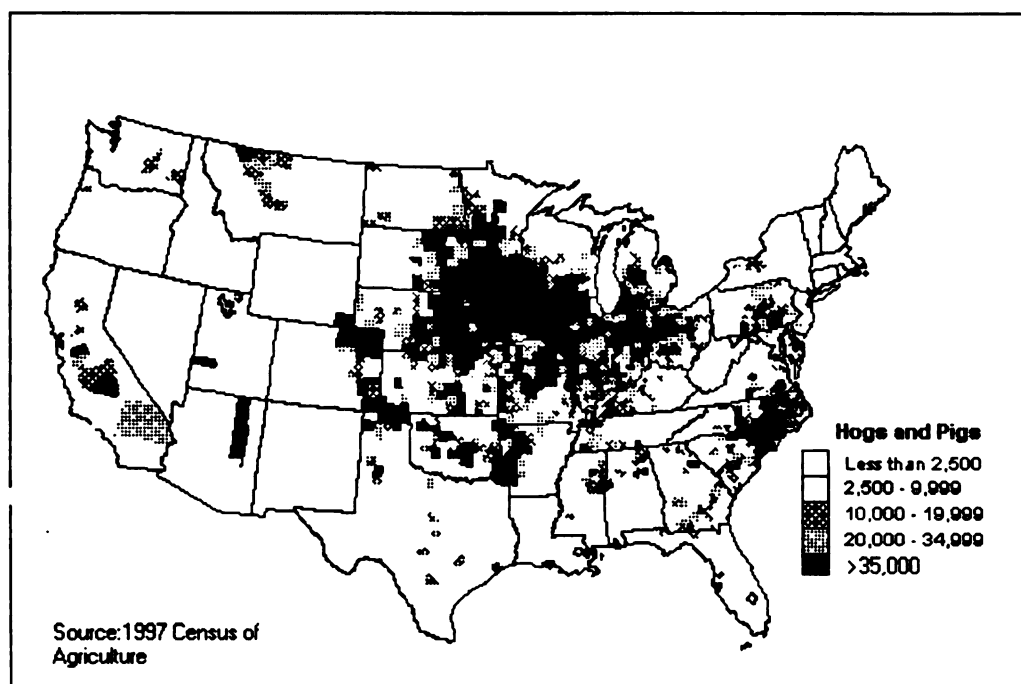 Hogs and Pigs
Less than 2,500
2,500 - 9,999
10,000 - 19,999
20,000 - 34,999
>35,000
Source:1997 Census of
Agriculture